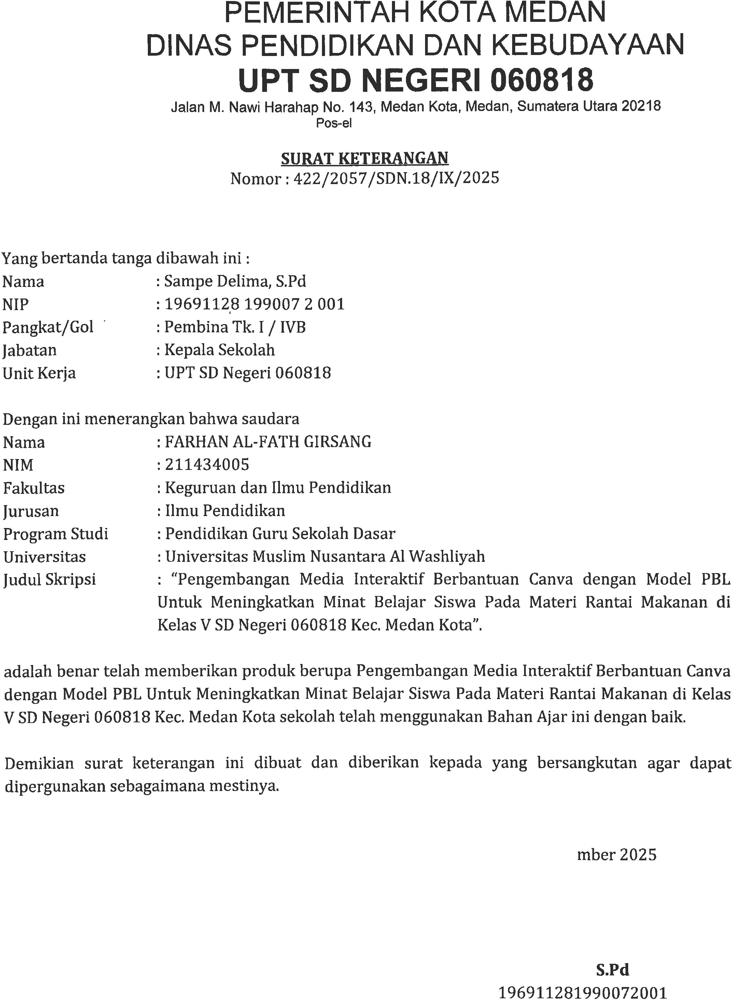 PEMERINTAH KOTA MEDAN
DINAS PENDIDIKAN DAN KEBUDAYAAN
UPT SD NEGERI 060818
Jalan M. Nawi Harahap No. 143, Medan Kota, Medan, Sumatera Utara 20218
Pos-el
SURAT KETERANGAN
Nomor : 422/2057/SDN.18/IX/2025
Yang bertanda tanga dibawah ini :
Nama : Sampe Delima, S.Pd
NIP : 19691128 199007 2 001
Pangkat/Gol : Pembina Tk. I / IVB
Jabatan : Kepala Sekolah
Unit Kerja : UPT SD Negeri 060818
Dengan ini menerangkan bahwa saudara
Nama : FARHAN AL-FATH GIRSANG
NIM : 211434005
Fakultas : Keguruan dan Ilmu Pendidikan
Jurusan : Ilmu Pendidikan
Program Studi : Pendidikan Guru Sekolah Dasar
Universitas : Universitas Muslim Nusantara Al Washliyah
Judul Skripsi : “Pengembangan Media Interaktif Berbantuan Canva dengan Model PBL
Untuk Meningkatkan Minat Belajar Siswa Pada Materi Rantai Makanan di
Kelas V SD Negeri 060818 Kec. Medan Kota”.
adalah benar telah memberikan produk berupa Pengembangan Media Interaktif Berbantuan Canva
dengan Model PBL Untuk Meningkatkan Minat Belajar Siswa Pada Materi Rantai Makanan di Kelas
V SD Negeri 060818 Kec. Medan Kota sekolah telah menggunakan Bahan Ajar ini dengan baik.
Demikian surat keterangan ini dibuat dan diberikan kepada yang bersangkutan agar dapat
dipergunakan sebagaimana mestinya.
mber 2025
S.Pd
196911281990072001